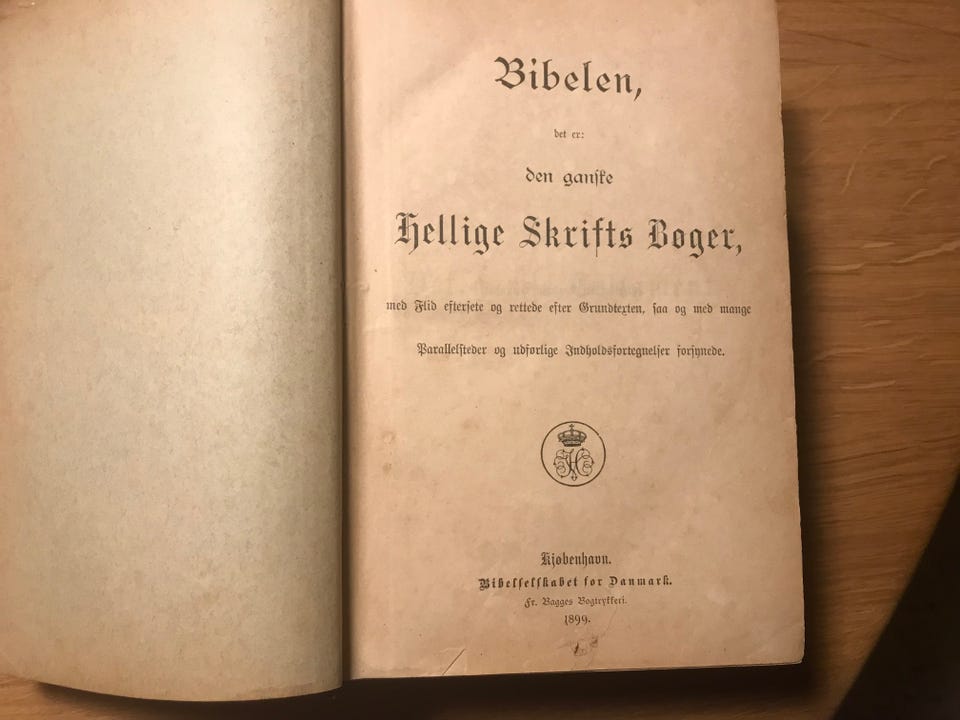 Bibelen,
det er:
den ganske
Hellige Skrifts Bøger,
med Flid eftersete og rettede efter Grundtexten, saa og med mange
Parallelsteder og udførlige Indholdsfortegnelser forsynede.
Kjøbenhavn.
Bibelselskabet for Danmark.
Fr. Bagges Bogtrykkeri.
1899.